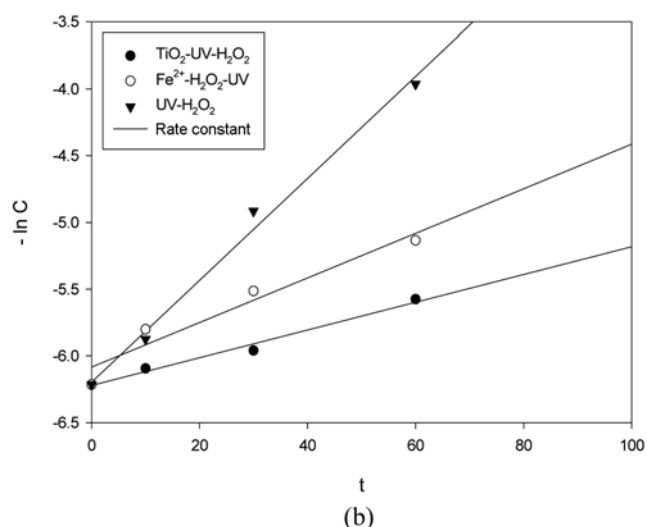 -3.5
TiO₂-UV-H₂O₂
Fe²⁺-H₂O₂-UV
UV-H₂O₂
Rate constant
-4.0
-4.5
-5.0
-5.5
-6.0
-6.5
- ln C
0 20 40 60 80 100
t
(b)